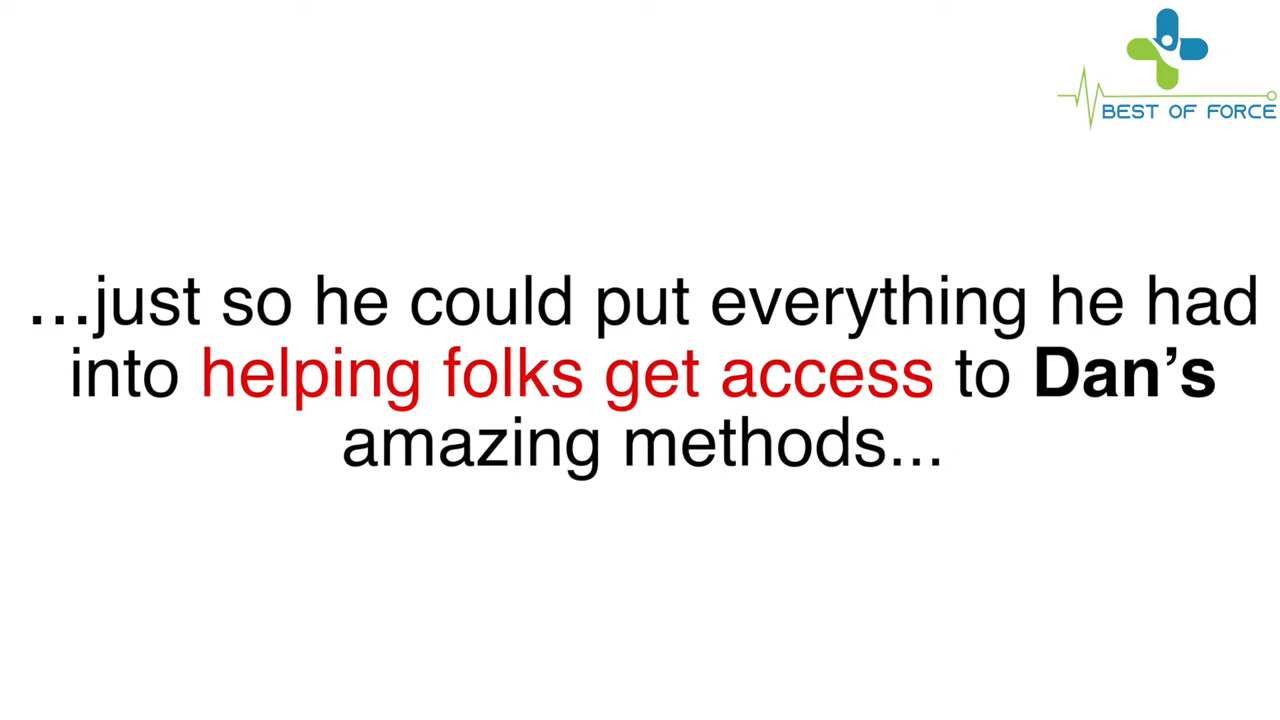 BEST OF FORCE
...just so he could put everything he had
into helping folks get access to Dan’s
amazing methods...